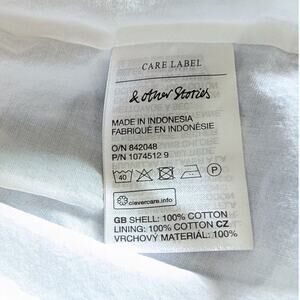 CARE LABEL
& Other Stories
MADE IN INDONESIA
FABRIQUÉ EN INDONÉSIE
O/N 842048
P/N 1074512 9
40 P
clevercare.info
GB SHELL: 100% COTTON
LINING: 100% COTTON CZ
VRCHOVÝ MATERIÁL: 100%